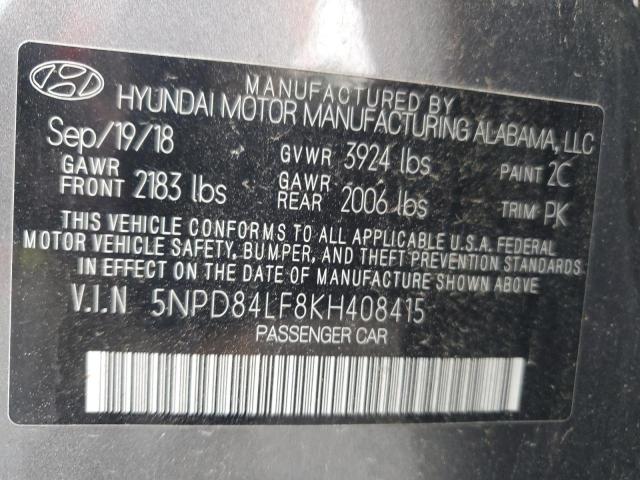 MANUFACTURED BY
HYUNDAI MOTOR MANUFACTURING ALABAMA, LLC
Sep/19/18 GVWR 3924 lbs PAINT 2C
GAWR FRONT 2183 lbs GAWR REAR 2006 lbs TRIM PK
THIS VEHICLE CONFORMS TO ALL APPLICABLE U.S.A. FEDERAL
MOTOR VEHICLE SAFETY, BUMPER, AND THEFT PREVENTION STANDARDS
IN EFFECT ON THE DATE OF MANUFACTURE SHOWN ABOVE
V.I.N 5NPD84LF8KH408415
PASSENGER CAR